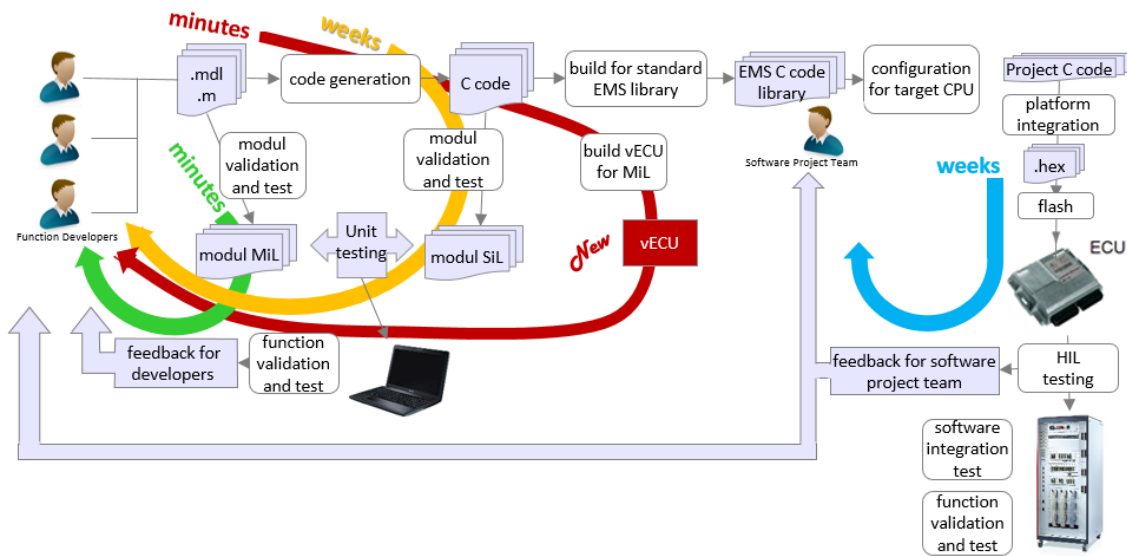 minutes
weeks
.mdl
.m
code generation
C code
build for standard
EMS library
EMS C code
library
configuration
for target CPU
Project C code
platform
integration
Software Project Team
.hex
flash
ECU
modul
validation
and test
modul
validation
and test
build vECU
for MiL
weeks
minutes
Function Developers
modul MiL
Unit
testing
modul SiL
New
vECU
feedback for
developers
function
validation
and test
feedback for software
project team
HIL
testing
software
integration
test
function
validation
and test